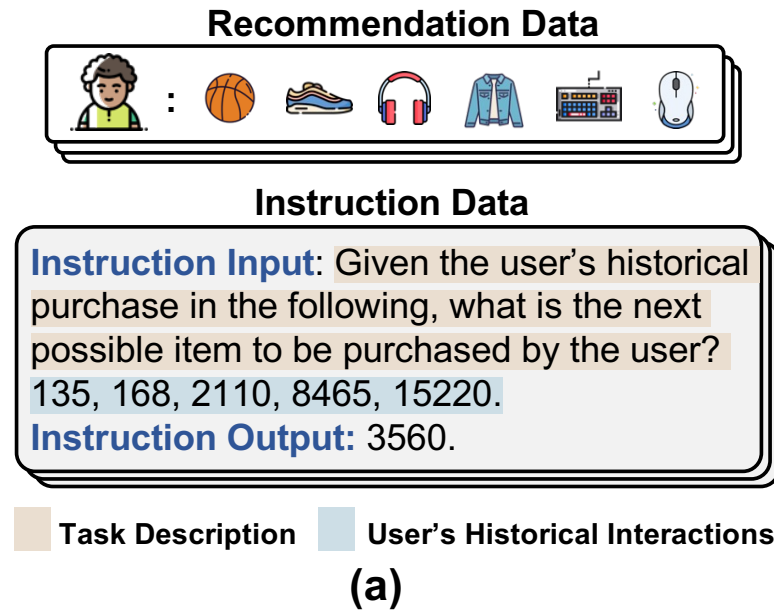 Recommendation Data
:
Instruction Data
Instruction Input: Given the user’s historical
purchase in the following, what is the next
possible item to be purchased by the user?
135, 168, 2110, 8465, 15220.
Instruction Output: 3560.
Task Description User’s Historical Interactions
(a)